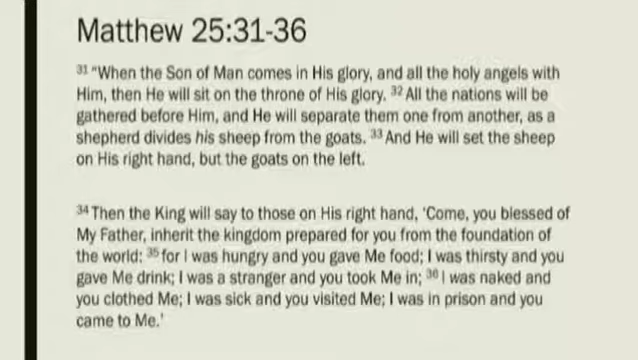 Matthew 25:31-36
31 "When the Son of Man comes in His glory, and all the holy angels with
Him, then He will sit on the throne of His glory. 32 All the nations will be
gathered before Him, and He will separate them one from another, as a
shepherd divides his sheep from the goats. 33 And He will set the sheep
on His right hand, but the goats on the left.
34 Then the King will say to those on His right hand, 'Come, you blessed of
My Father, inherit the kingdom prepared for you from the foundation of
the world: 35 for I was hungry and you gave Me food; I was thirsty and you
gave Me drink; I was a stranger and you took Me in; 36 I was naked and
you clothed Me; I was sick and you visited Me; I was in prison and you
came to Me.'